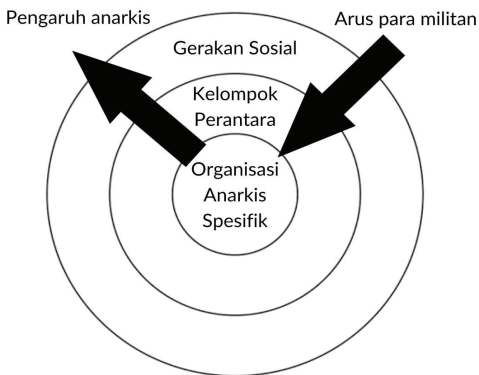 Pengaruh anarkis
Arus para militan
Gerakan Sosial
Kelompok
Perantara
Organisasi
Anarkis
Spesifik